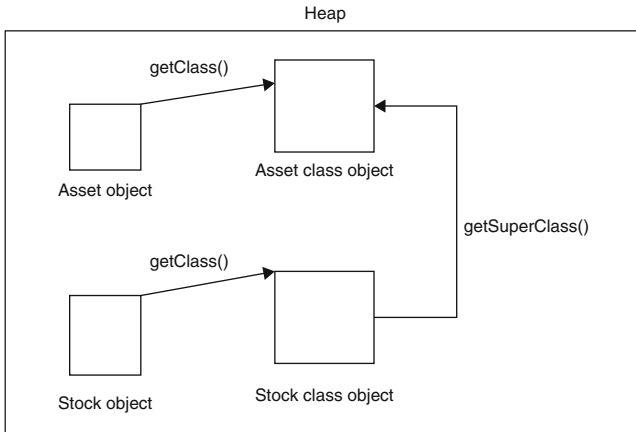 Heap
getClass()
Asset object
Asset class object
getSuperClass()
getClass()
Stock object
Stock class object